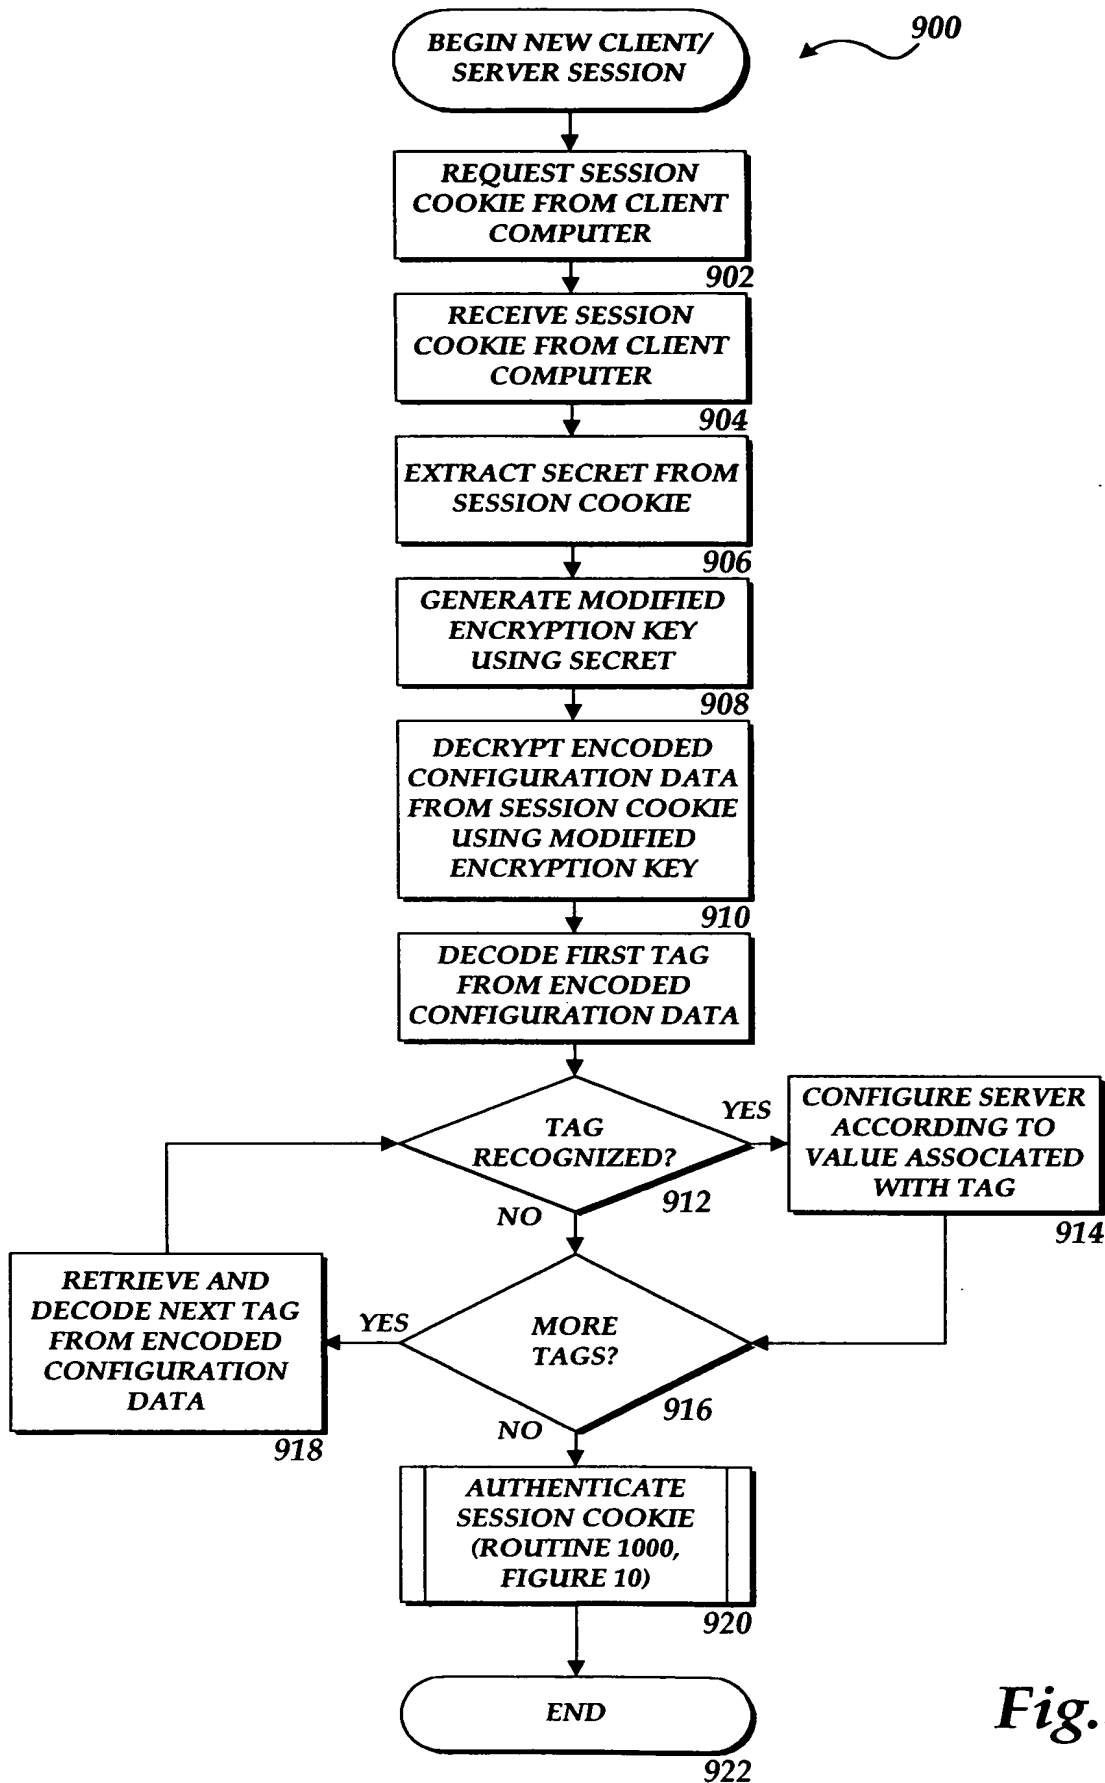 BEGIN NEW CLIENT/
SERVER SESSION
900
REQUEST SESSION
COOKIE FROM CLIENT
COMPUTER
902
RECEIVE SESSION
COOKIE FROM CLIENT
COMPUTER
904
EXTRACT SECRET FROM
SESSION COOKIE
906
GENERATE MODIFIED
ENCRYPTION KEY
USING SECRET
908
DECRYPT ENCODED
CONFIGURATION DATA
FROM SESSION COOKIE
USING MODIFIED
ENCRYPTION KEY
910
DECODE FIRST TAG
FROM ENCODED
CONFIGURATION DATA
TAG
RECOGNIZED?
912
YES
NO
CONFIGURE SERVER
ACCORDING TO
VALUE ASSOCIATED
WITH TAG
914
MORE
TAGS?
916
YES
NO
RETRIEVE AND
DECODE NEXT TAG
FROM ENCODED
CONFIGURATION
DATA
918
AUTHENTICATE
SESSION COOKIE
(ROUTINE 1000,
FIGURE 10)
920
END
922
Fig.